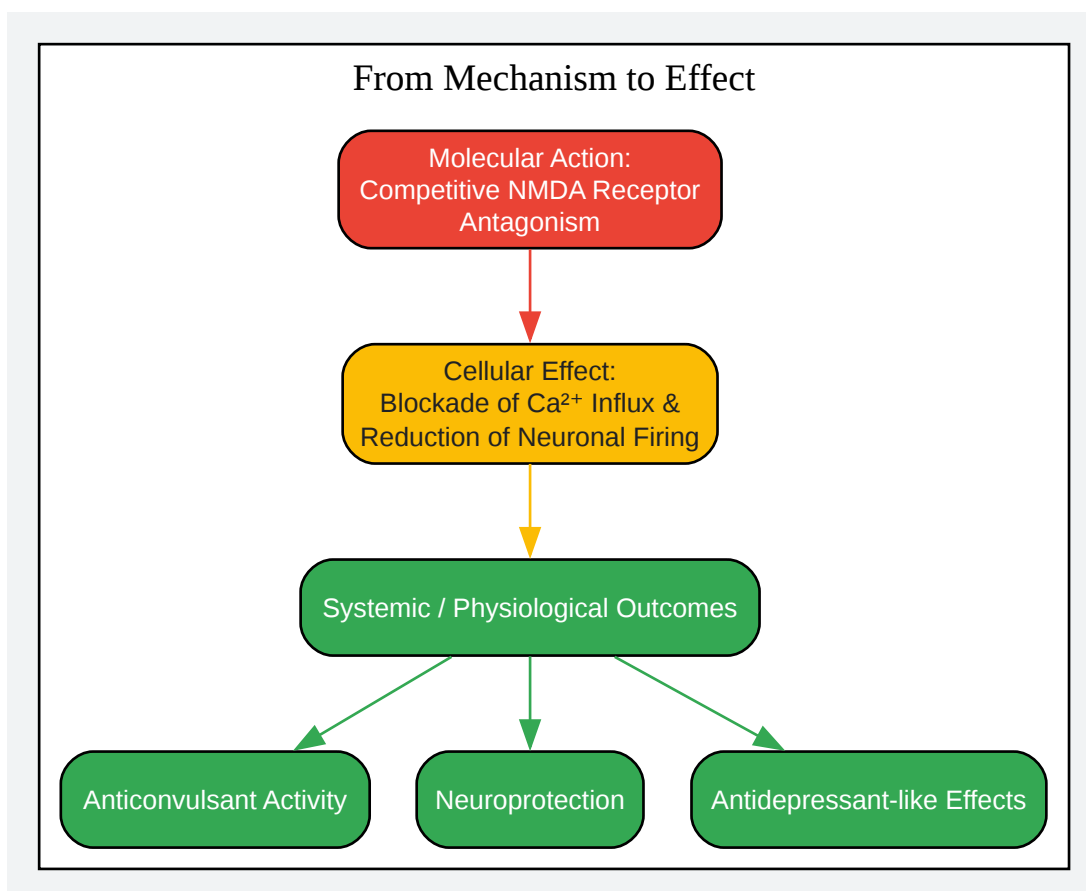 From Mechanism to Effect
Molecular Action:
Competitive NMDA Receptor
Antagonism
Cellular Effect:
Blockade of Ca²⁺ Influx &
Reduction of Neuronal Firing
Systemic / Physiological Outcomes
Anticonvulsant Activity
Neuroprotection
Antidepressant-like Effects